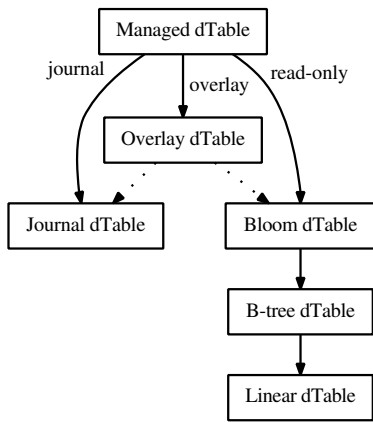 Managed dTable
journal
overlay
read-only
Overlay dTable
Journal dTable
Bloom dTable
B-tree dTable
Linear dTable